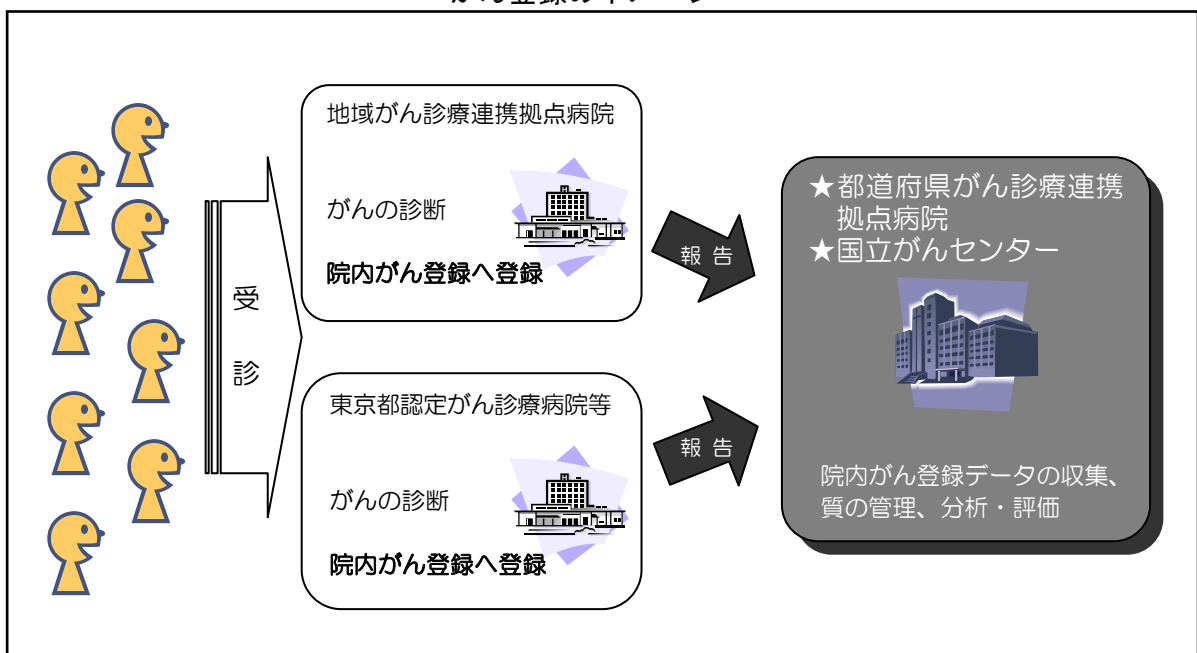 受
診
地域がん診療連携拠点病院
がんの診断
院内がん登録へ登録
東京都認定がん診療病院等
がんの診断
院内がん登録へ登録
報 告
報 告
★都道府県がん診療連携
拠点病院
★国立がんセンター
院内がん登録データの収集、
質の管理、分析・評価